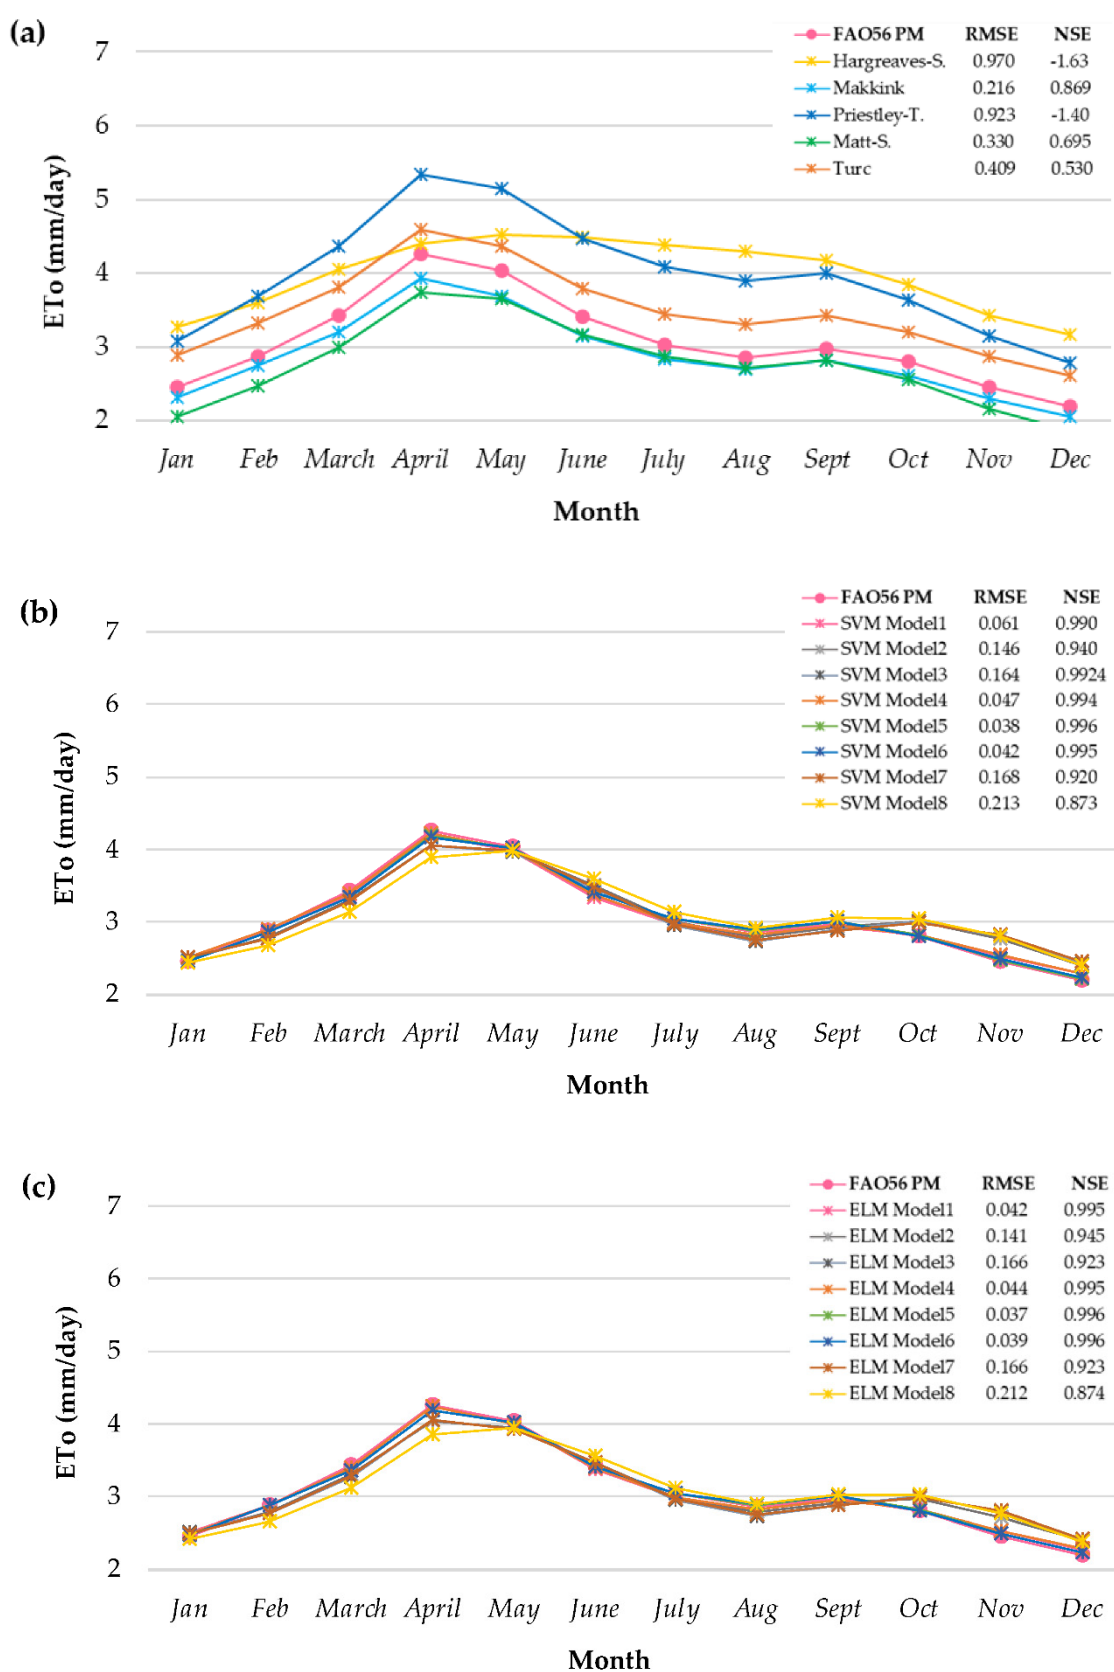 (a)
FAO56 PM RMSE NSE
Hargreaves-S. 0.970 -1.63
Makkink 0.216 0.869
Priestley-T. 0.923 -1.40
Matt-S. 0.330 0.695
Turc 0.409 0.530
7
6
5
4
3
2
ETo (mm/day)
Jan Feb March April May June July Aug Sept Oct Nov Dec
Month
(b)
FAO56 PM RMSE NSE
SVM Model1 0.061 0.990
SVM Model2 0.146 0.940
SVM Model3 0.164 0.9924
SVM Model4 0.047 0.994
SVM Model5 0.038 0.996
SVM Model6 0.042 0.995
SVM Model7 0.168 0.920
SVM Model8 0.213 0.873
7
6
5
4
3
2
ETo (mm/day)
Jan Feb March April May June July Aug Sept Oct Nov Dec
Month
(c)
FAO56 PM RMSE NSE
ELM Model1 0.042 0.995
ELM Model2 0.141 0.945
ELM Model3 0.166 0.923
ELM Model4 0.044 0.995
ELM Model5 0.037 0.996
ELM Model6 0.039 0.996
ELM Model7 0.166 0.923
ELM Model8 0.212 0.874
7
6
5
4
3
2
ETo (mm/day)
Jan Feb March April May June July Aug Sept Oct Nov Dec
Month